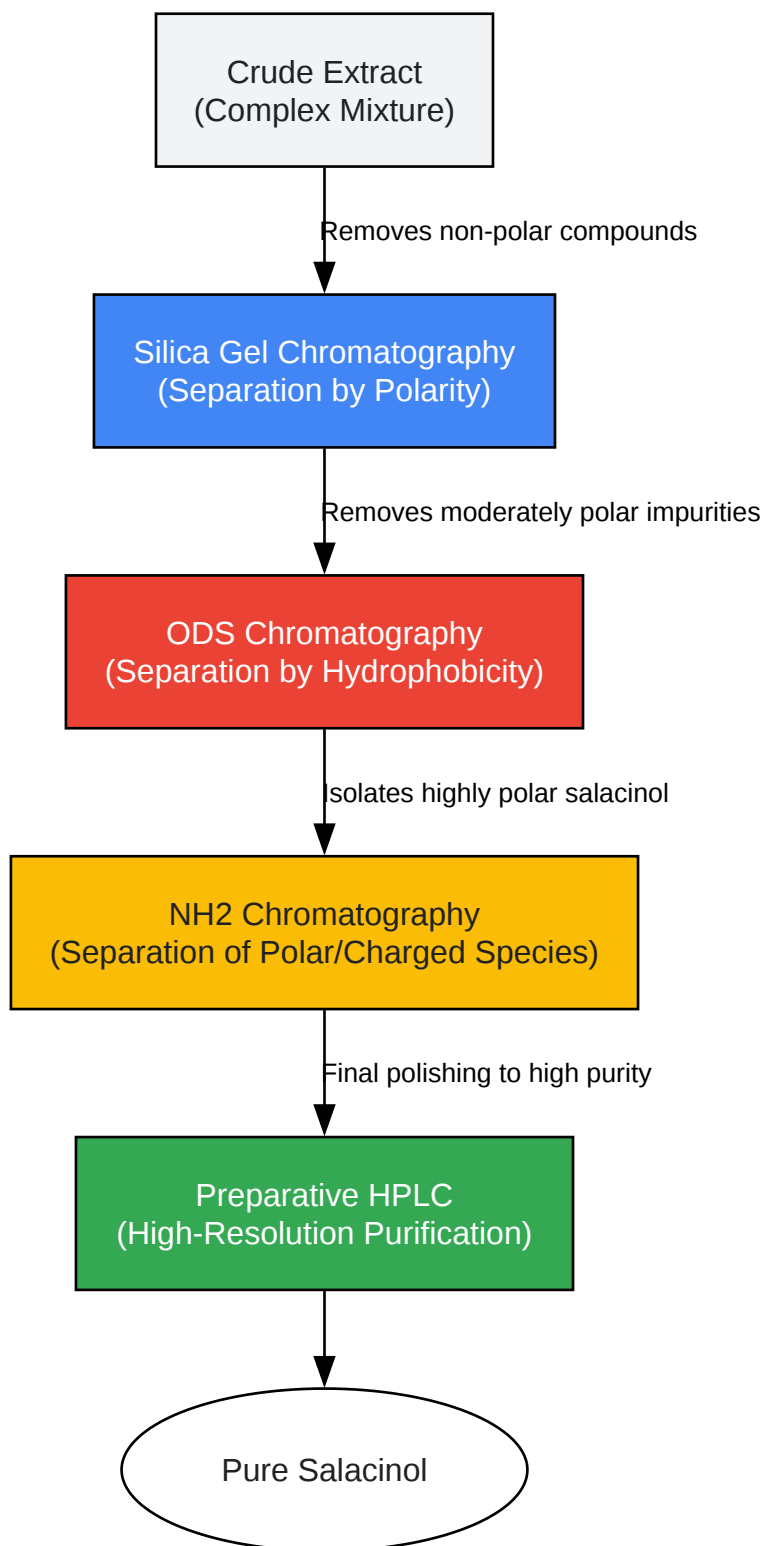 Crude Extract
(Complex Mixture)
Removes non-polar compounds
Silica Gel Chromatography
(Separation by Polarity)
Removes moderately polar impurities
ODS Chromatography
(Separation by Hydrophobicity)
Isolates highly polar salacinol
NH2 Chromatography
(Separation of Polar/Charged Species)
Final polishing to high purity
Preparative HPLC
(High-Resolution Purification)
Pure Salacinol